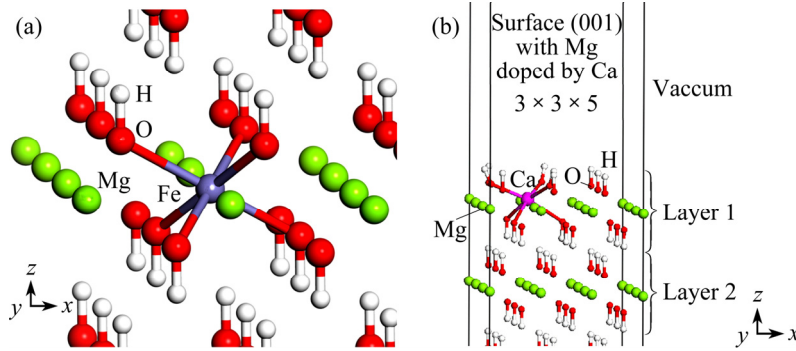 (a)
H
O
Mg
Fe
z
y
x
(b)
Surface (001)
with Mg
doped by Ca
3 × 3 × 5
Vaccum
H
Ca
O
Mg
Layer 1
Layer 2
z
y
x